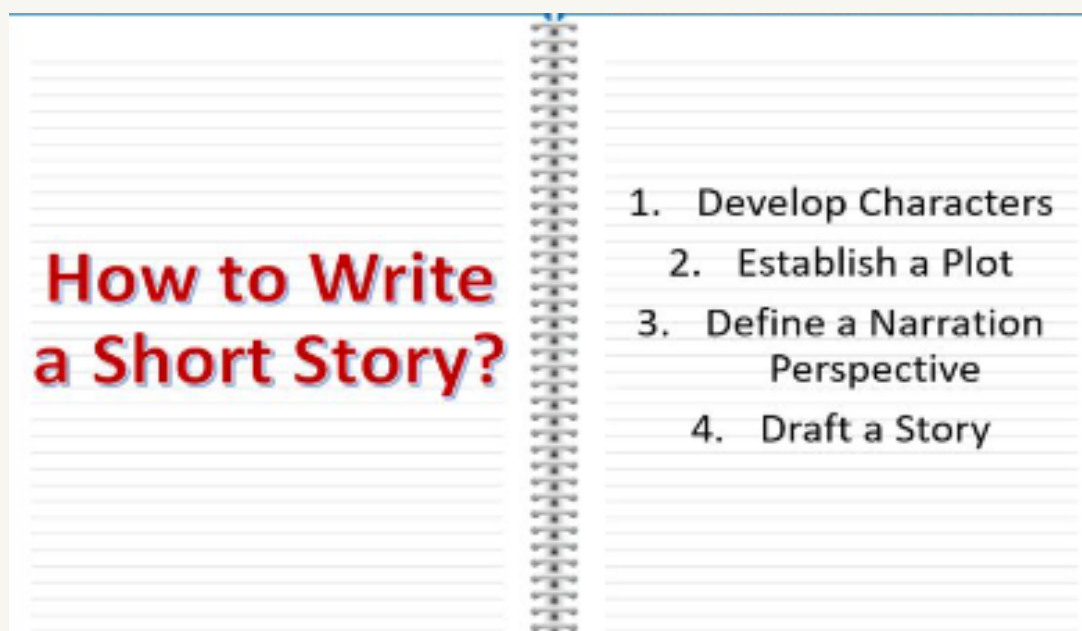 How to Write
a Short Story?
1. Develop Characters
2. Establish a Plot
3. Define a Narration
Perspective
4. Draft a Story